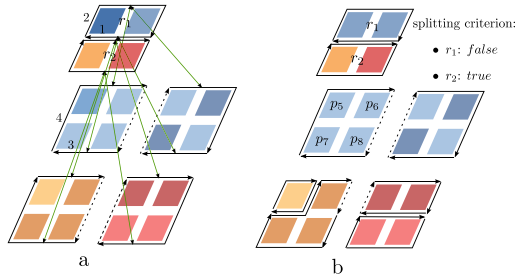 2
1
r₁
r₂
4
3
a
r₁
r₂
splitting criterion:
• r₁: false
• r₂: true
p₅ p₆
p₇ p₈
b